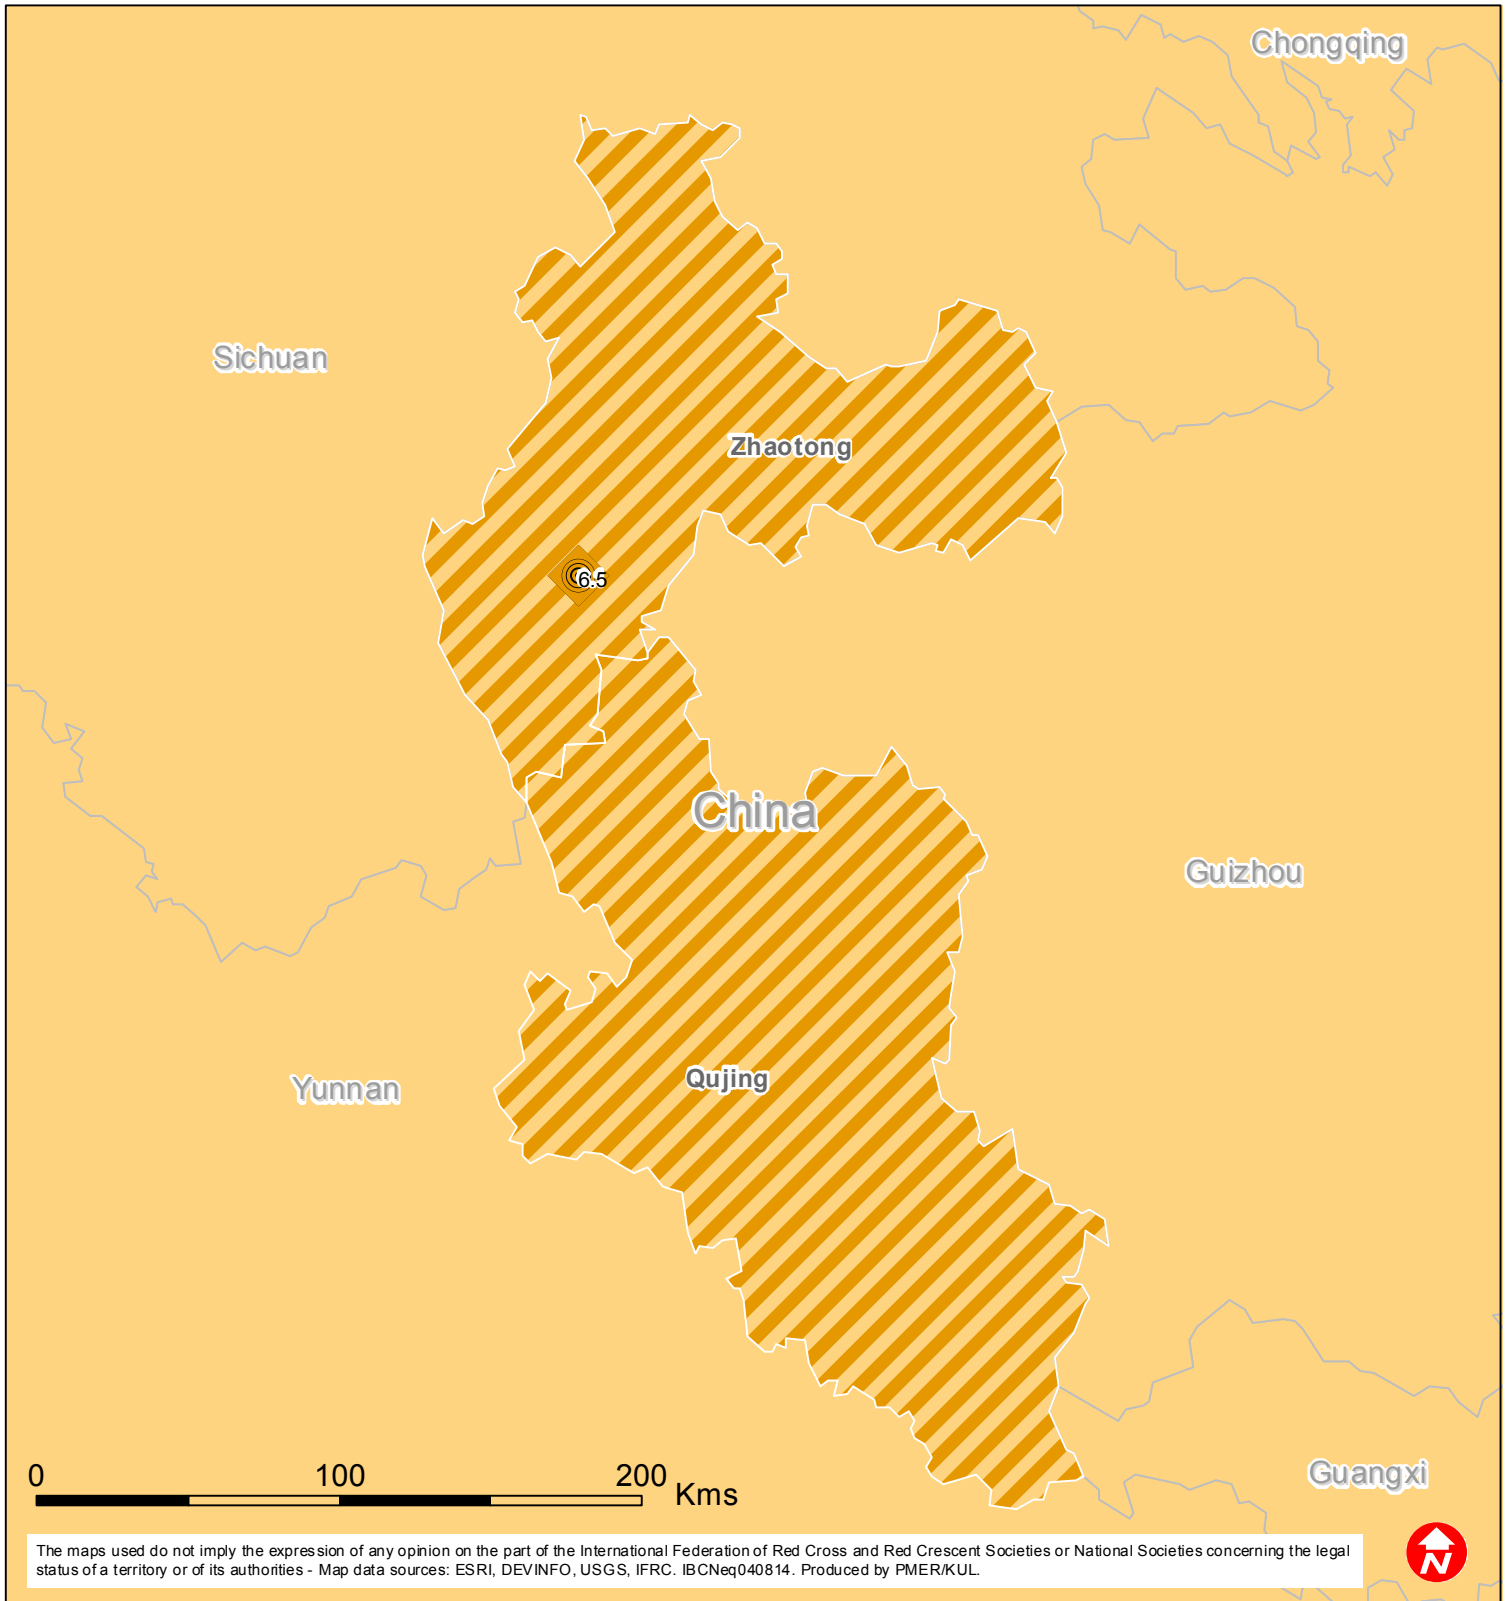 Chongqing
Sichuan
Zhaotong
6.5
China
Guizhou
Qujing
Yunnan
Guangxi
0 100 200 Kms
The maps used do not imply the expression of any opinion on the part of the International Federation of Red Cross and Red Crescent Societies or National Societies concerning the legal
status of a territory or of its authorities - Map data sources: ESRI, DEVINFO, USGS, IFRC. IBCNeq040814. Produced by PMER/KUL.
N